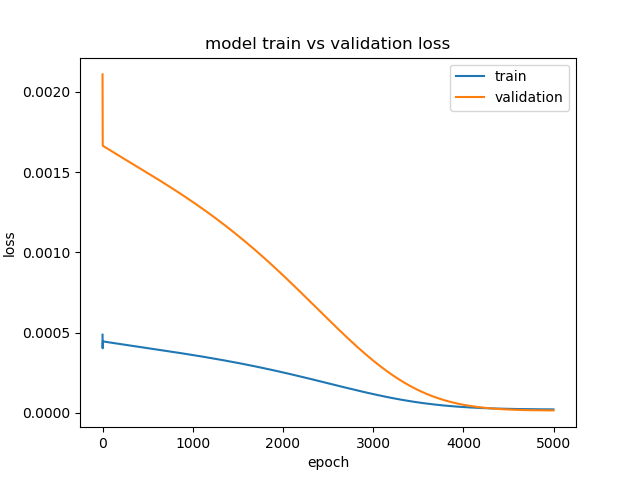 model train vs validation loss
train
validation
0.0020
0.0015
0.0010
0.0005
0.0000
loss
0 1000 2000 3000 4000 5000
epoch